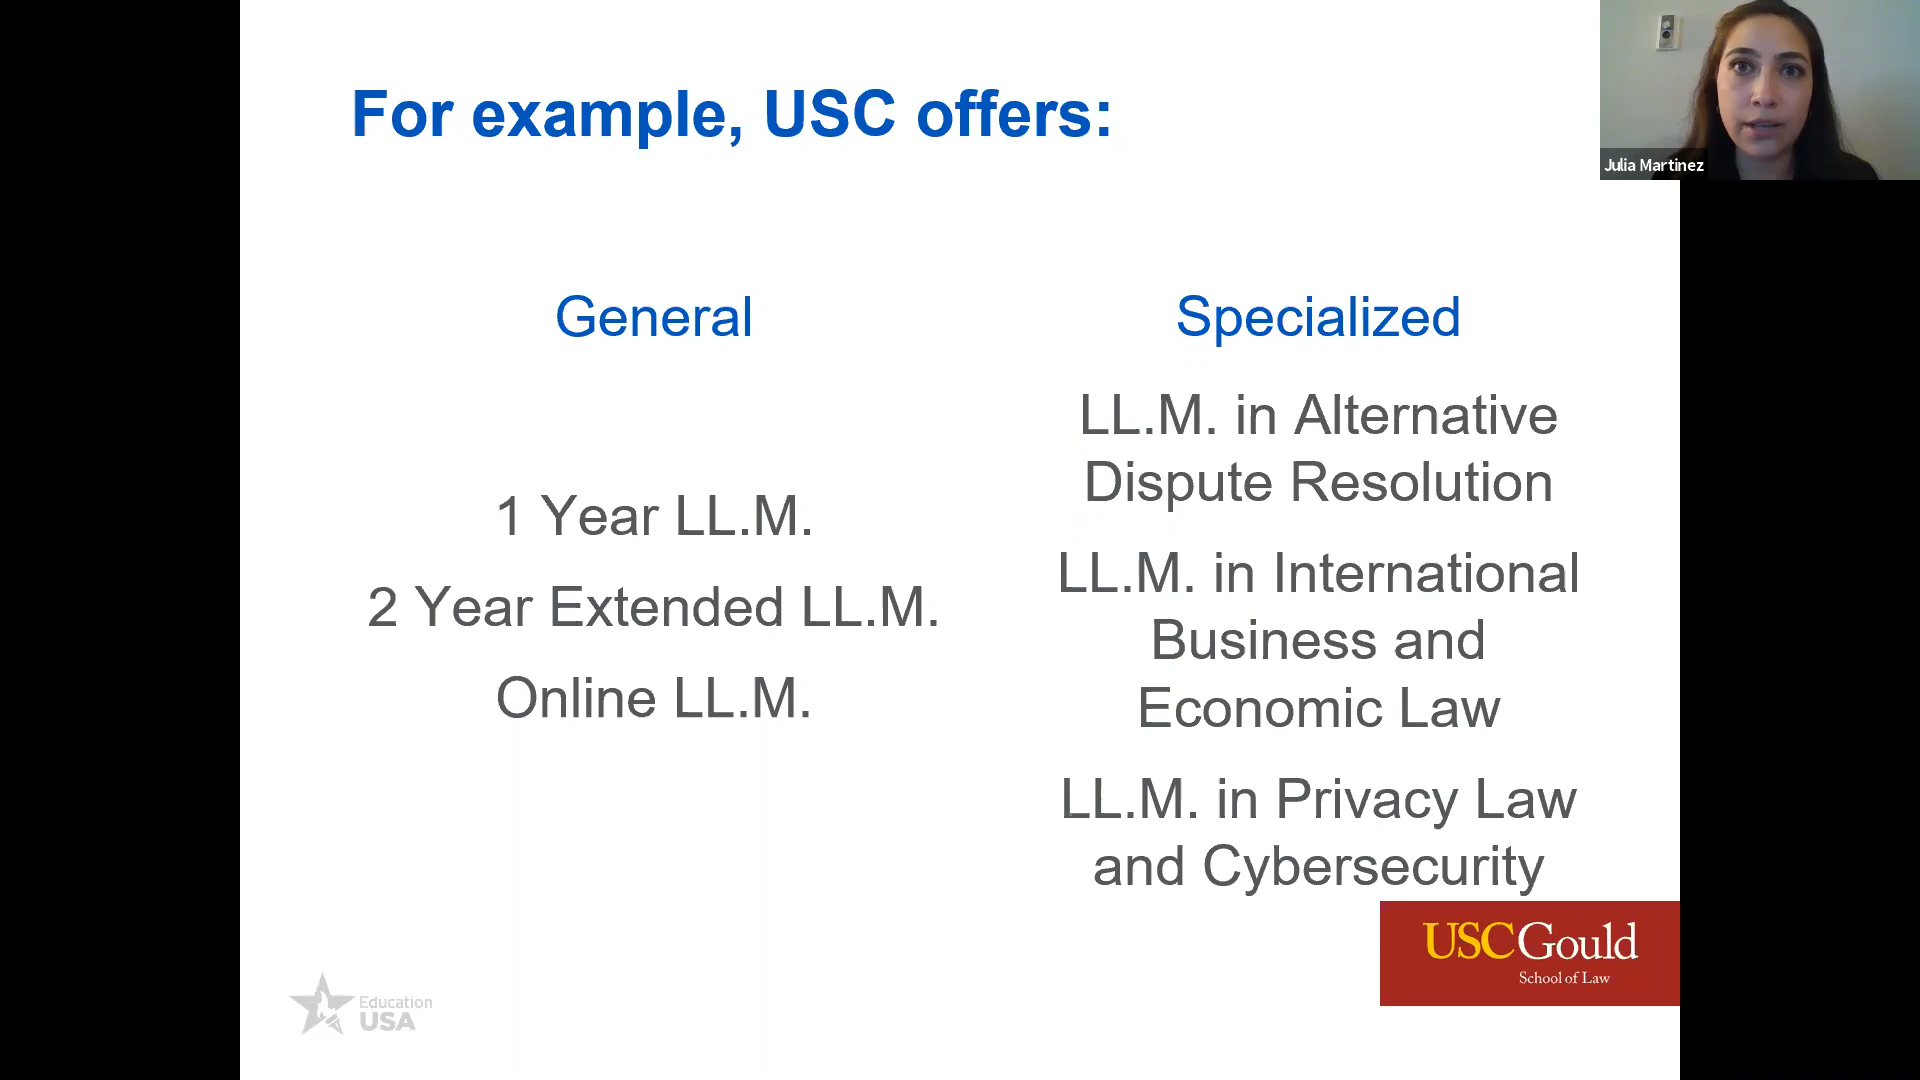 For example, USC offers:
Julia Martinez
General
1 Year LL.M.
2 Year Extended LL.M.
Online LL.M.
Specialized
LL.M. in Alternative
Dispute Resolution
LL.M. in International
Business and
Economic Law
LL.M. in Privacy Law
and Cybersecurity
USC Gould
School of Law
Education
USA